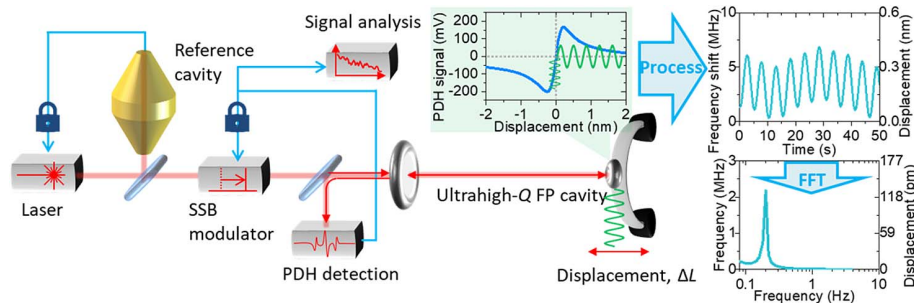 Signal analysis
Reference
cavity
Laser
SSB
modulator
PDH detection
Ultrahigh-Q FP cavity
Displacement, ΔL
PDH signal (mV)
200
100
0
-100
-200
-2 -1 0 1 2
Displacement (nm)
Process
Frequency shift (MHz)
10
5
0
0 10 20 30 40 50
Time (s)
0.6
0.3
0.0
Displacement (nm)
FFT
Frequency (MHz)
3
2
1
0
0.1 1 10
Frequency (Hz)
177
118
59
0
Displacement (pm)